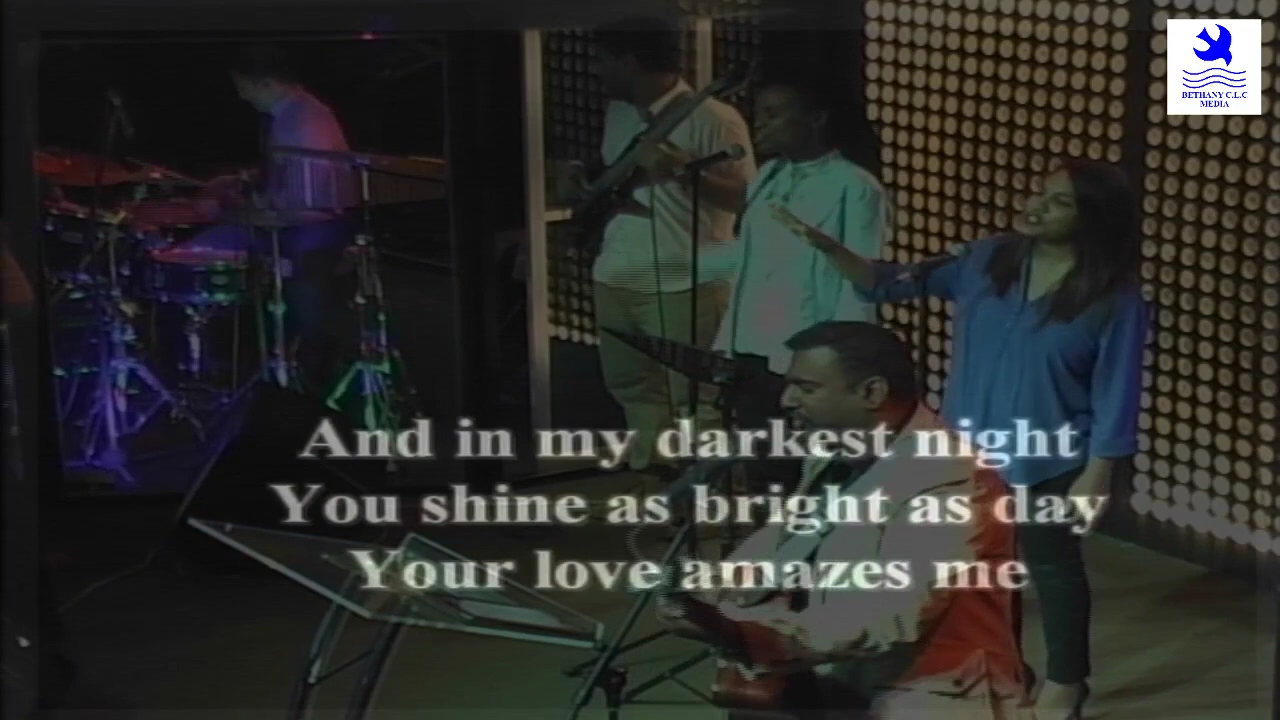 BETHANY C.L.C
MEDIA
And in my darkest night
You shine as bright as day
Your love amazes me